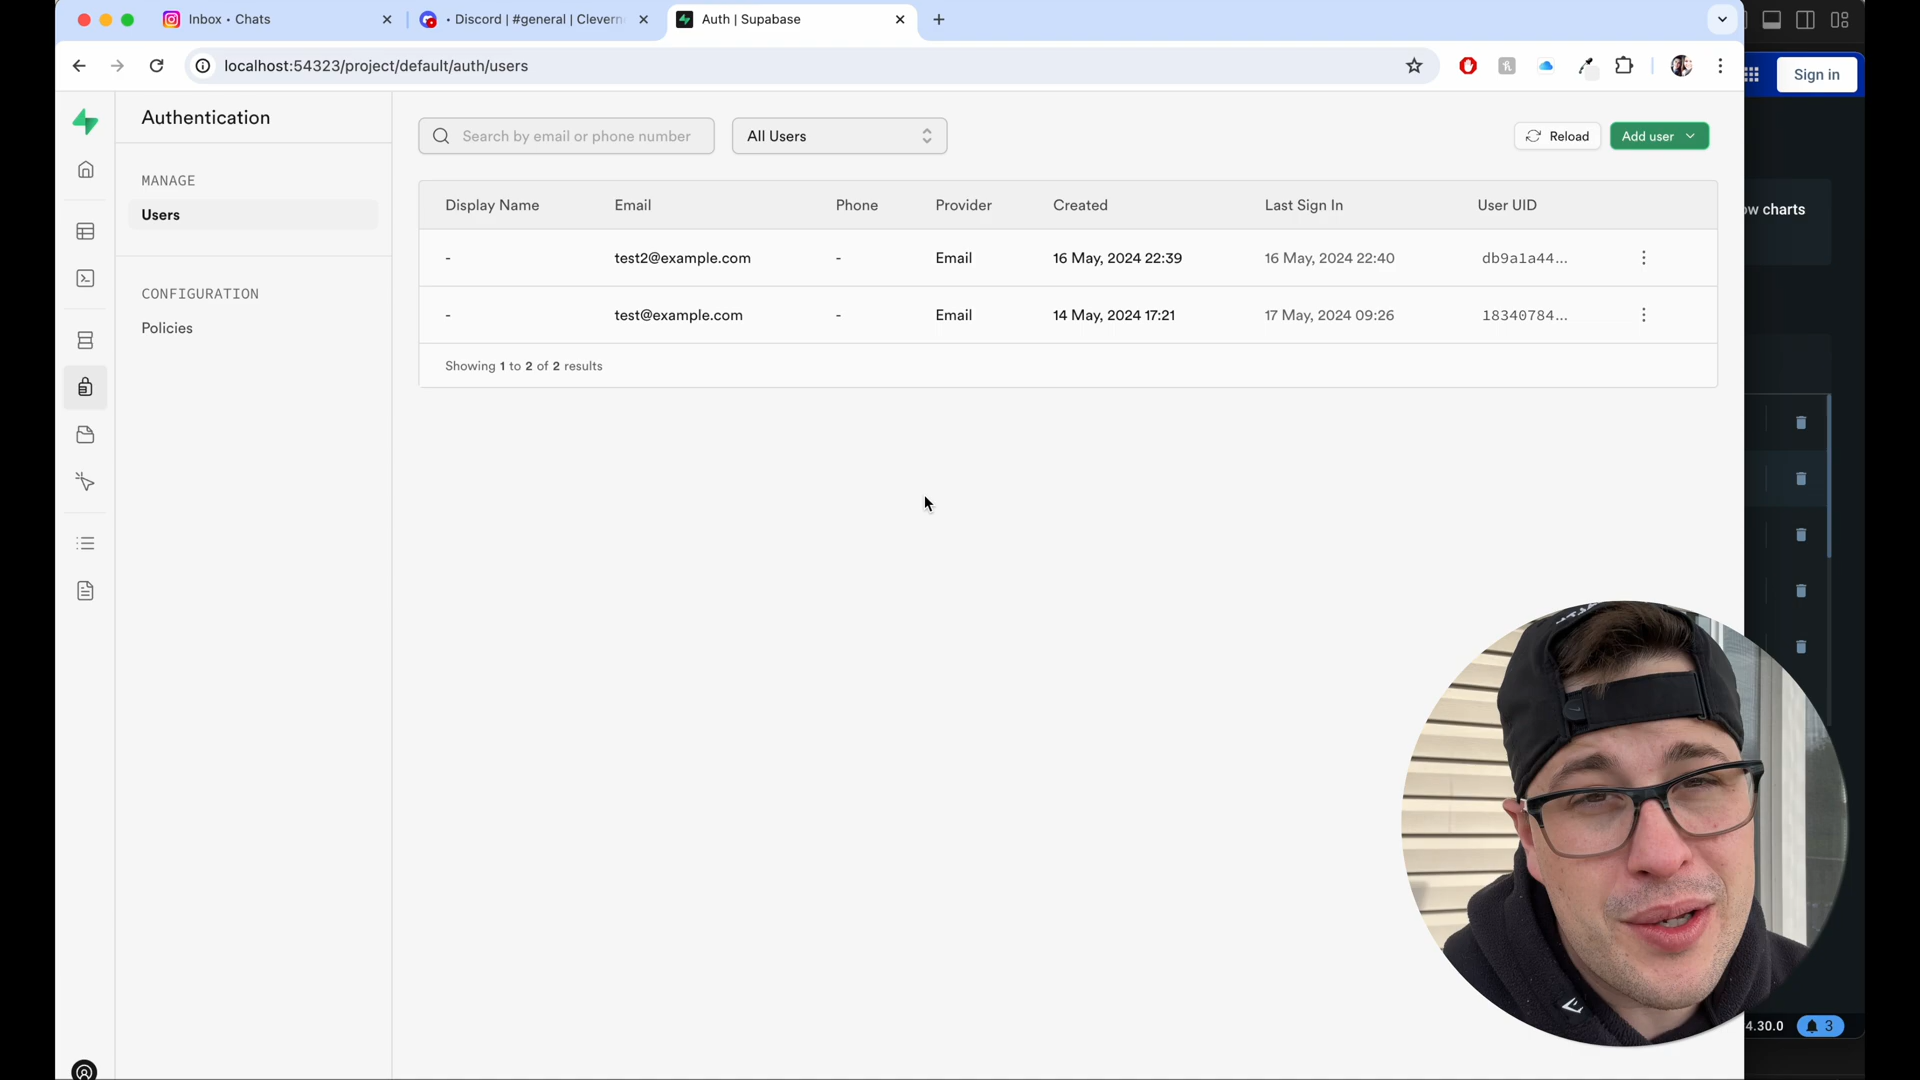 Inbox • Chats
• Discord | #general | Clevern
Auth | Supabase
localhost:54323/project/default/auth/users
Sign in
Authentication
MANAGE
Users
CONFIGURATION
Policies
Search by email or phone number
All Users
Reload
Add user
Display Name Email Phone Provider Created Last Sign In User UID
- test2@example.com - Email 16 May, 2024 22:39 16 May, 2024 22:40 db9a1a44...
- test@example.com - Email 14 May, 2024 17:21 17 May, 2024 09:26 18340784...
Showing 1 to 2 of 2 results
ow charts
4.30.0
3